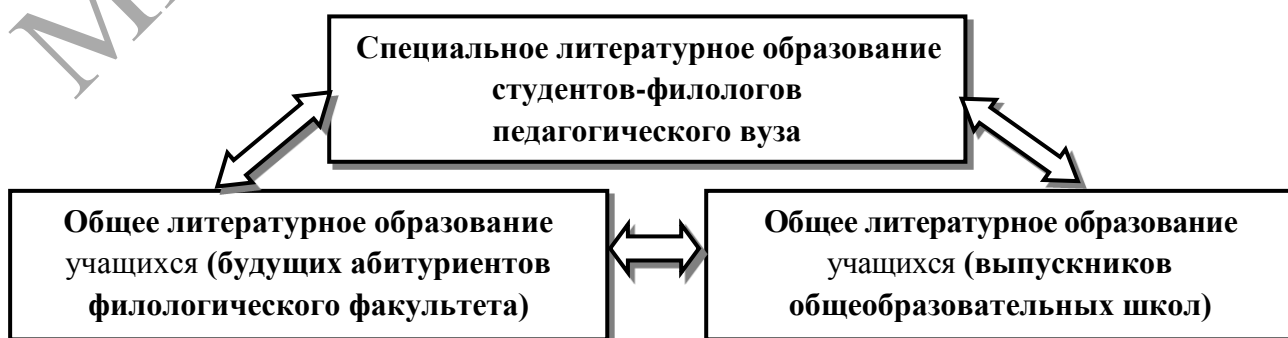 Специальное литературное образование
студентов-филологов
педагогического вуза
Общее литературное образование
учащихся (будущих абитуриентов
филологического факультета)
Общее литературное образование
учащихся (выпускников
общеобразовательных школ)